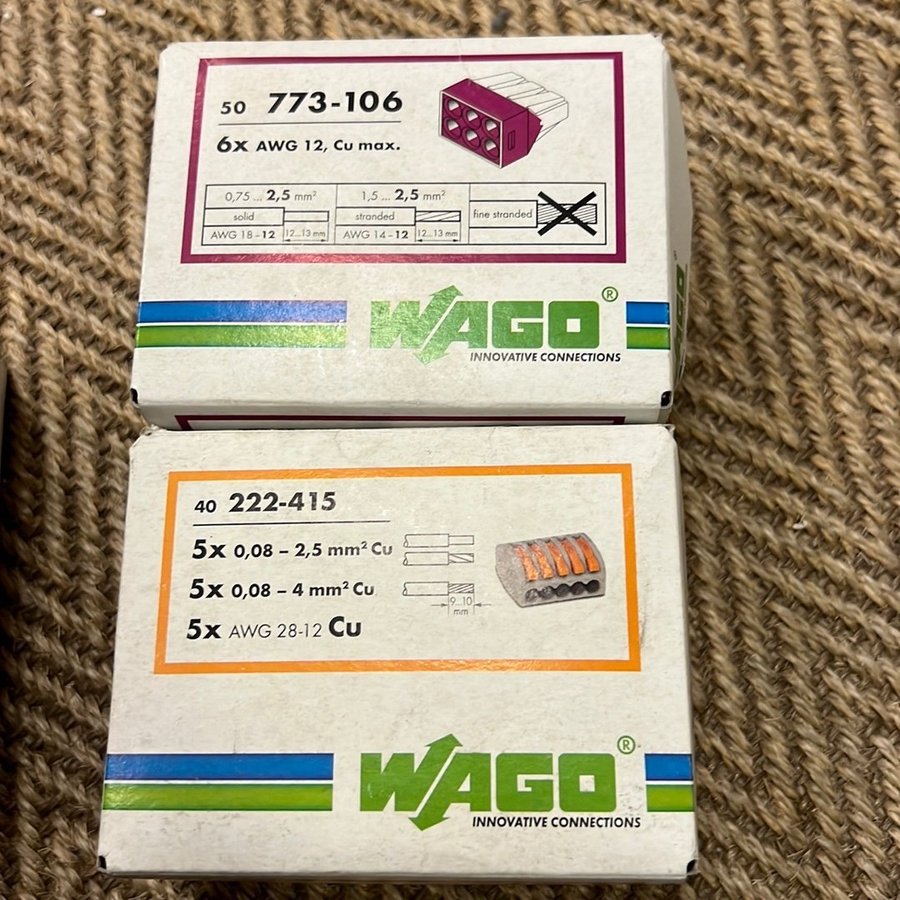 50 773-106
6x AWG 12, Cu max.
0,75 ... 2,5 mm² 1,5 ... 2,5 mm²
solid stranded fine stranded
AWG 18-12 12...13 mm AWG 14-12 12...13 mm
WAGO®
INNOVATIVE CONNECTIONS
40 222-415
5x 0,08 – 2,5 mm² Cu
5x 0,08 – 4 mm² Cu
9...10
mm
5x AWG 28-12 Cu
WAGO®
INNOVATIVE CONNECTIONS